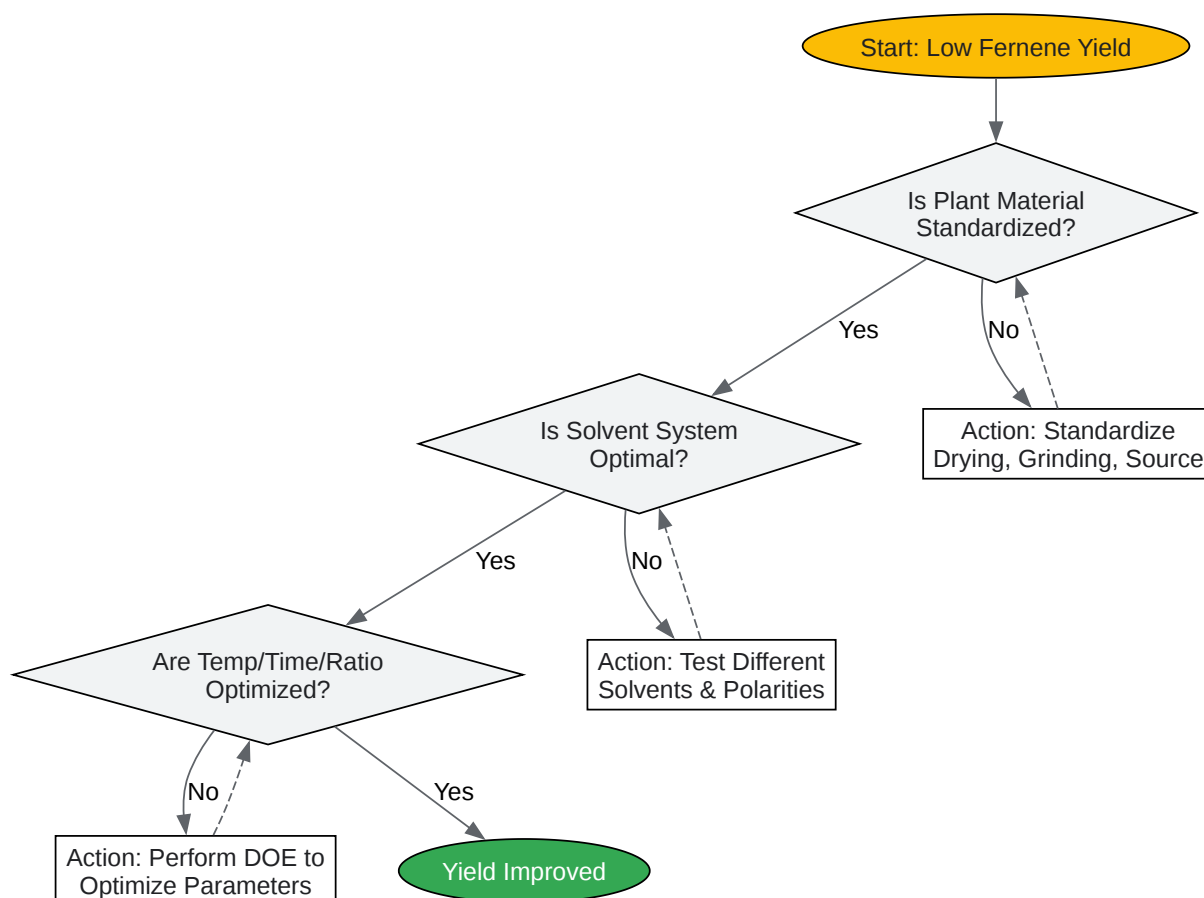 Start: Low Fernene Yield
Is Plant Material
Standardized?
Yes
No
Is Solvent System
Optimal?
Action: Standardize
Drying, Grinding, Source
Yes
No
Are Temp/Time/Ratio
Optimized?
Action: Test Different
Solvents & Polarities
No
Yes
Action: Perform DOE to
Optimize Parameters
Yield Improved